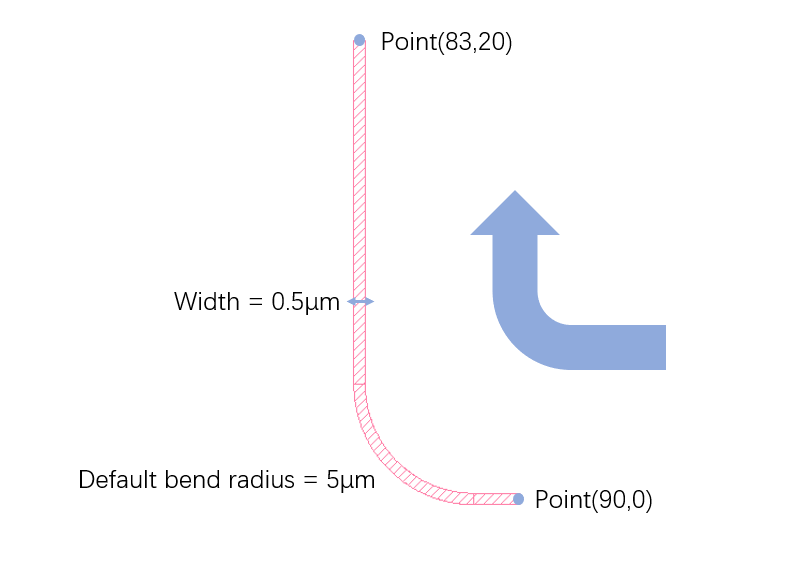 Point(83,20)
Width = 0.5μm
Default bend radius = 5μm
Point(90,0)